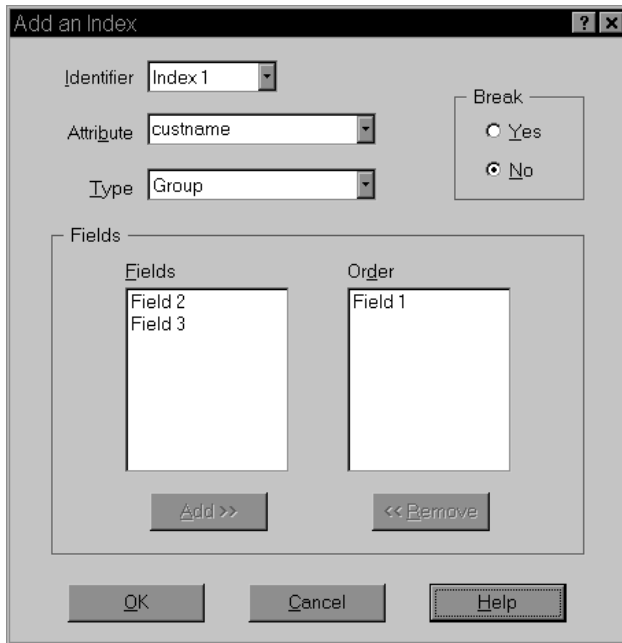 Add an Index
Identifier Index 1
Break
Attribute custname
Yes
No
Type Group
Fields
Fields Order
Field 2 Field 1
Field 3
Add >> << Remove
OK Cancel Help